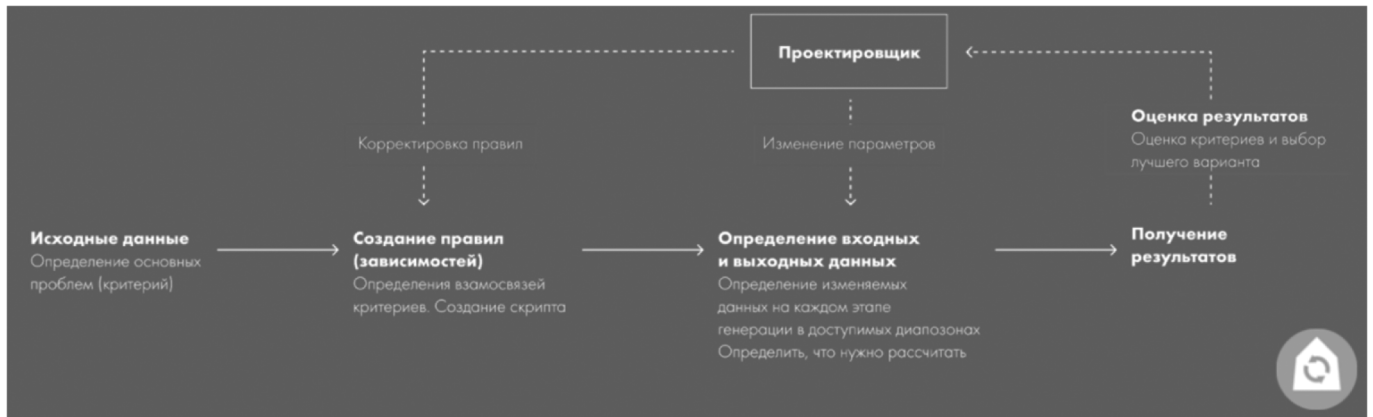 Проектировщик
Оценка результатов
Оценка критериев и выбор
лучшего варианта
Корректировка правил
Изменение параметров
Исходные данные
Определение основных
проблем (критерий)
Создание правил
(зависимостей)
Определения взамосвязей
критериев. Создание скрипта
Определение входных
и выходных данных
Определение изменяемых
данных на каждом этапе
генерации в доступимых диапозонах
Определить, что нужно рассчитать
Получение
результатов